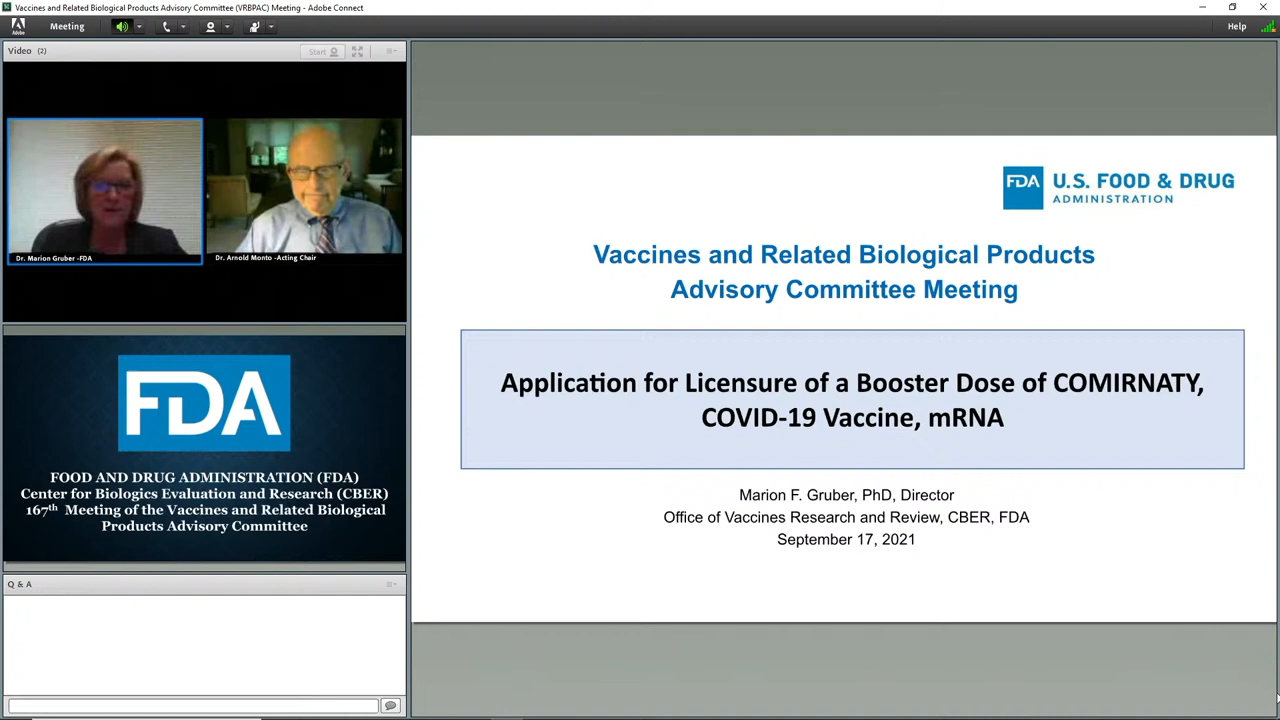 Vaccines and Related Biological Products Advisory Committee (VRBPAC) Meeting - Adobe Connect
Adobe
Meeting
Help
Video (2)
Start
Dr. Marion Gruber -FDA
Dr. Arnold Monto -Acting Chair
FDA
FOOD AND DRUG ADMINISTRATION (FDA)
Center for Biologics Evaluation and Research (CBER)
167th Meeting of the Vaccines and Related Biological
Products Advisory Committee
Q & A
FDA U.S. FOOD & DRUG
ADMINISTRATION
Vaccines and Related Biological Products
Advisory Committee Meeting
Application for Licensure of a Booster Dose of COMIRNATY,
COVID-19 Vaccine, mRNA
Marion F. Gruber, PhD, Director
Office of Vaccines Research and Review, CBER, FDA
September 17, 2021